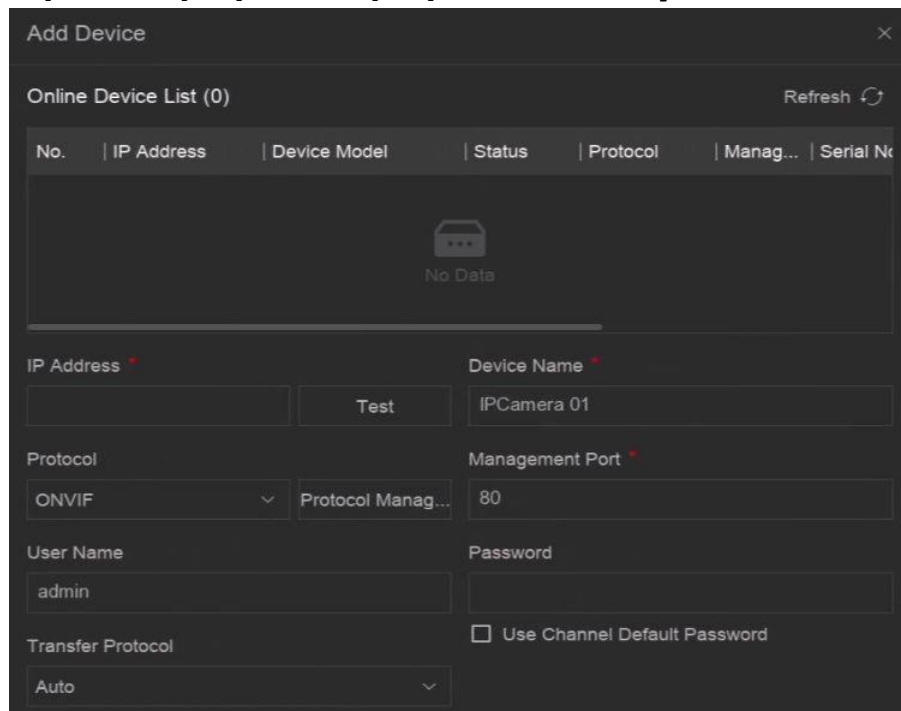 Add Device
Online Device List (0)
Refresh
No. | IP Address | Device Model | Status | Protocol | Manag... | Serial No
No Data
IP Address * Device Name *
Test IPCamera 01
Protocol Management Port *
ONVIF Protocol Manag... 80
User Name Password
admin
Use Channel Default Password
Transfer Protocol
Auto